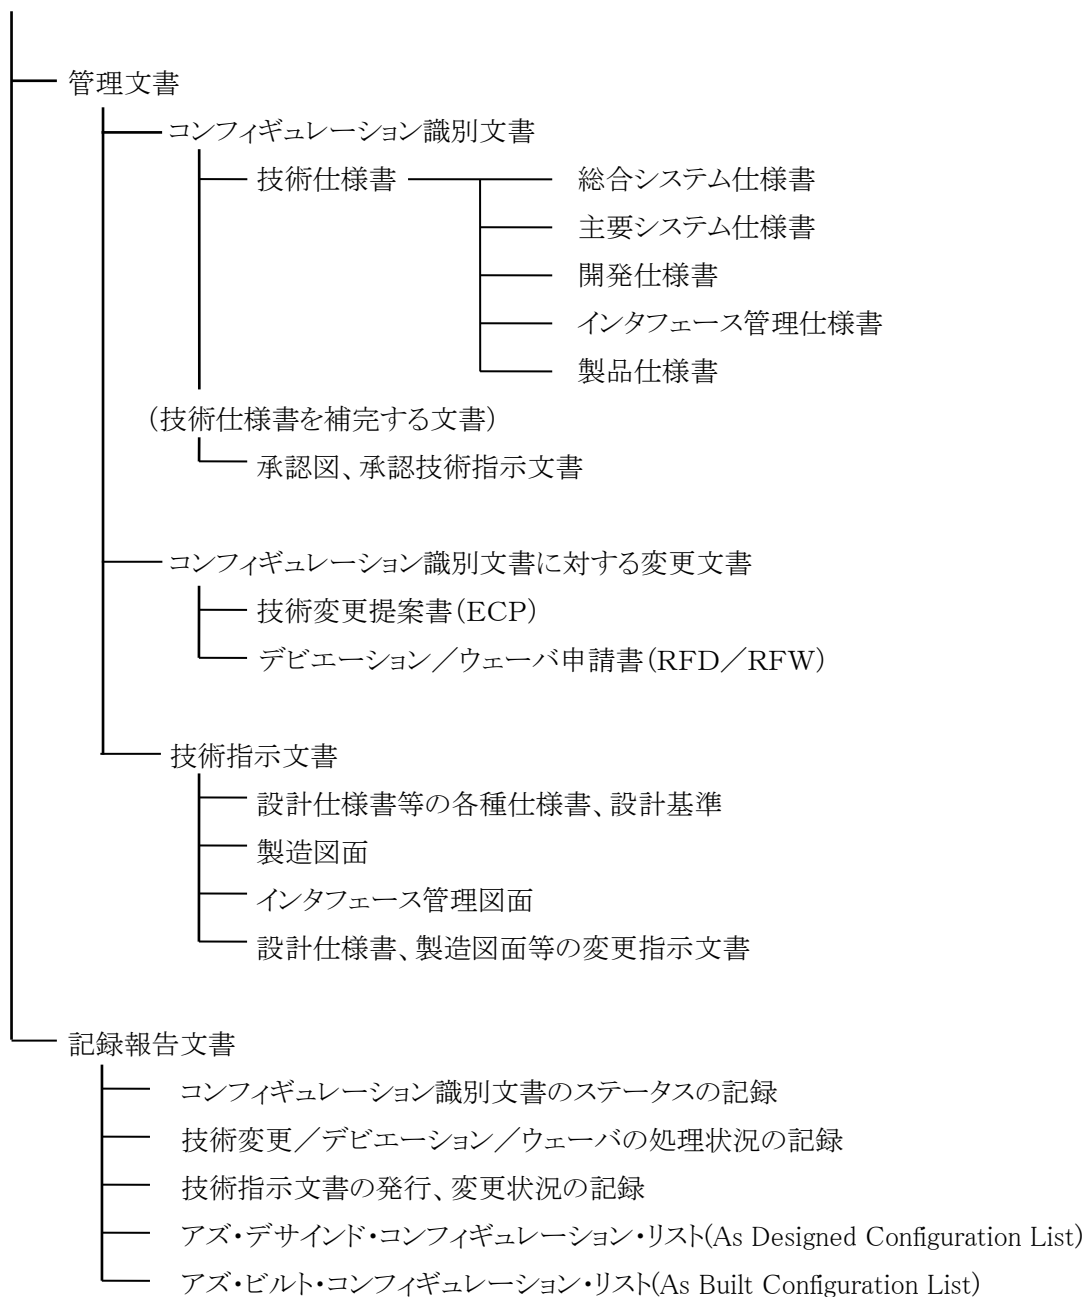 管理文書
コンフィギュレーション識別文書
技術仕様書 総合システム仕様書
主要システム仕様書
開発仕様書
インタフェース管理仕様書
製品仕様書
(技術仕様書を補完する文書)
承認図、承認技術指示文書
コンフィギュレーション識別文書に対する変更文書
技術変更提案書(ECP)
デビエーション／ウェーバ申請書(RFD／RFW)
技術指示文書
設計仕様書等の各種仕様書、設計基準
製造図面
インタフェース管理図面
設計仕様書、製造図面等の変更指示文書
記録報告文書
コンフィギュレーション識別文書のステータスの記録
技術変更／デビエーション／ウェーバの処理状況の記録
技術指示文書の発行、変更状況の記録
アズ・デサインド・コンフィギュレーション・リスト(As Designed Configuration List)
アズ・ビルト・コンフィギュレーション・リスト(As Built Configuration List)